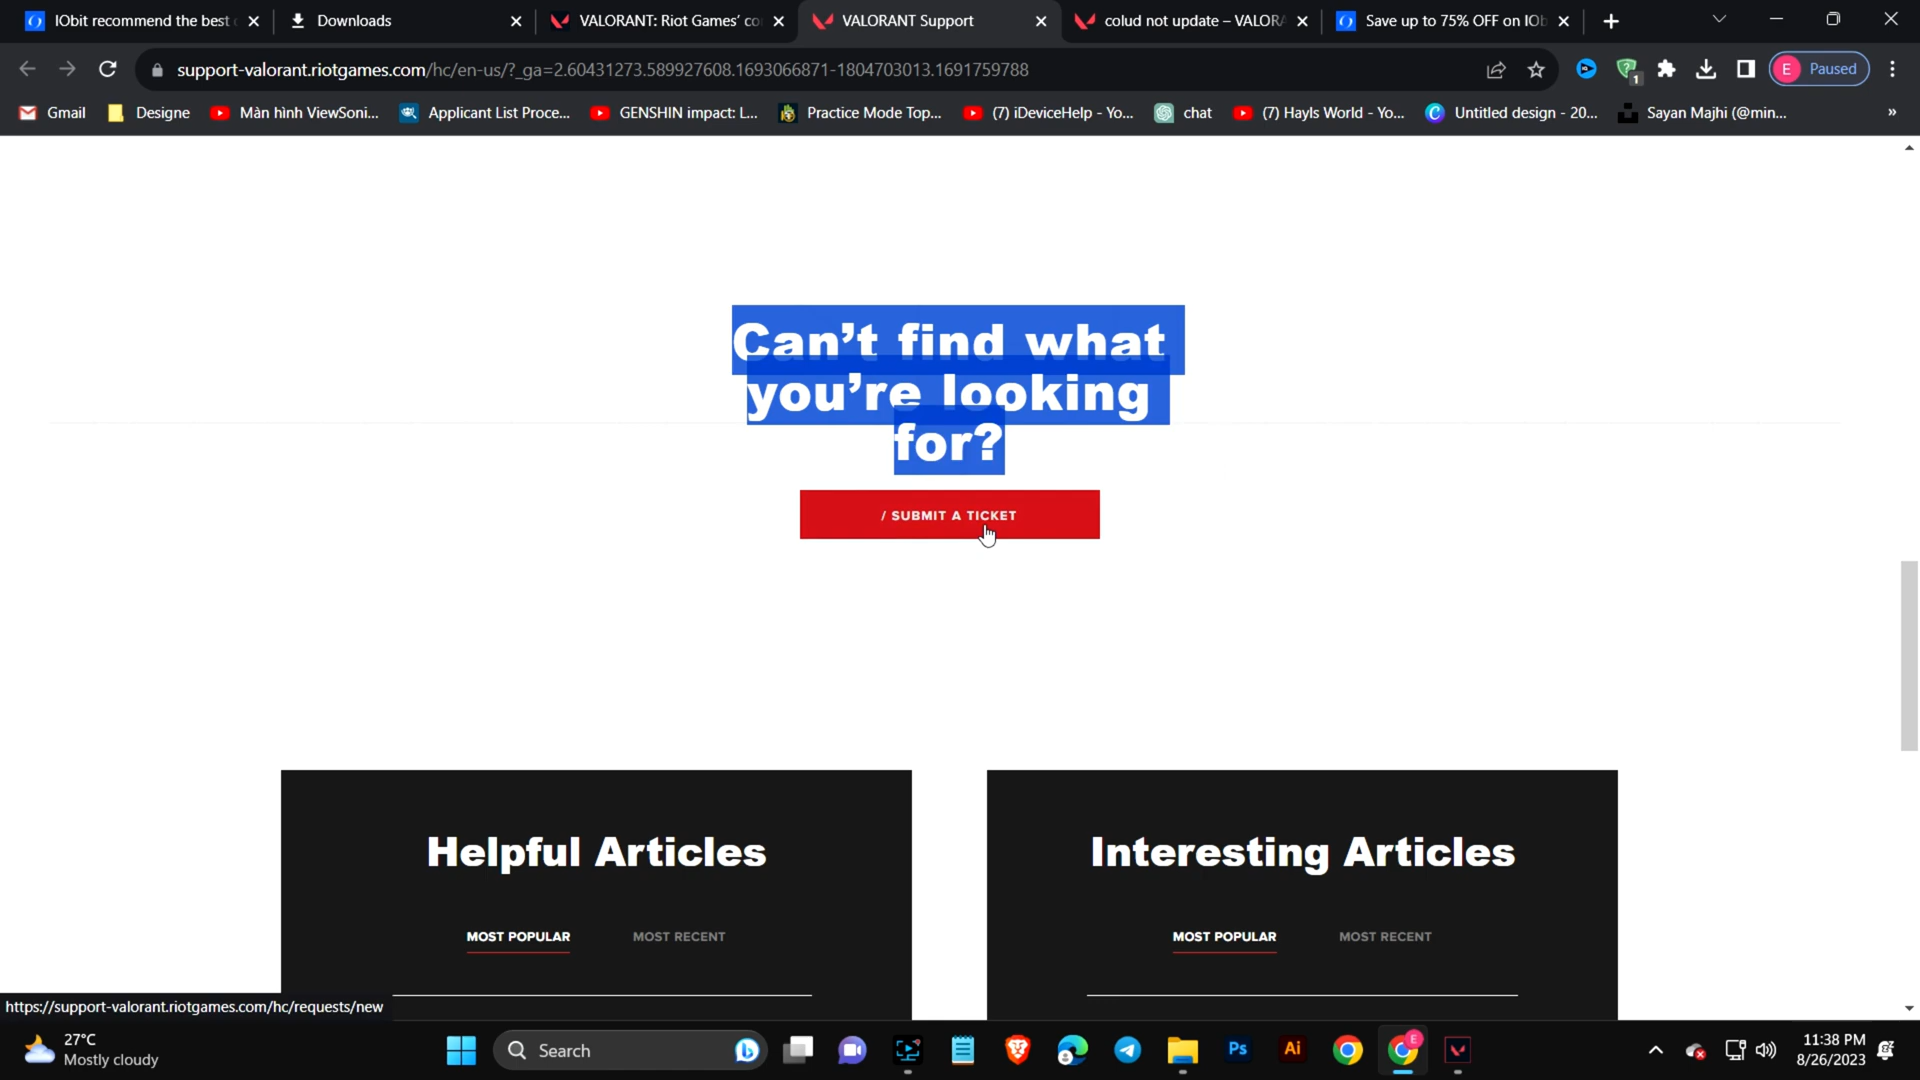 IObit recommend the best
Downloads
VALORANT: Riot Games' co
VALORANT Support
colud not update – VALORA
Save up to 75% OFF on IOb
support-valorant.riotgames.com/hc/en-us/?_ga=2.60431273.589927608.1693066871-1804703013.1691759788
1
E Paused
Gmail
Designe
Màn hình ViewSoni...
Applicant List Proce...
GENSHIN impact: L...
Practice Mode Top...
(7) iDeviceHelp - Yo...
chat
(7) Hayls World - Yo...
Untitled design - 20...
Sayan Majhi (@min...
»
Can't find what
you're looking
for?
/ SUBMIT A TICKET
Helpful Articles
MOST POPULAR
MOST RECENT
Interesting Articles
MOST POPULAR
MOST RECENT
https://support-valorant.riotgames.com/hc/requests/new
27°C
Mostly cloudy
Search
Ps
Ai
E
11:38 PM
8/26/2023